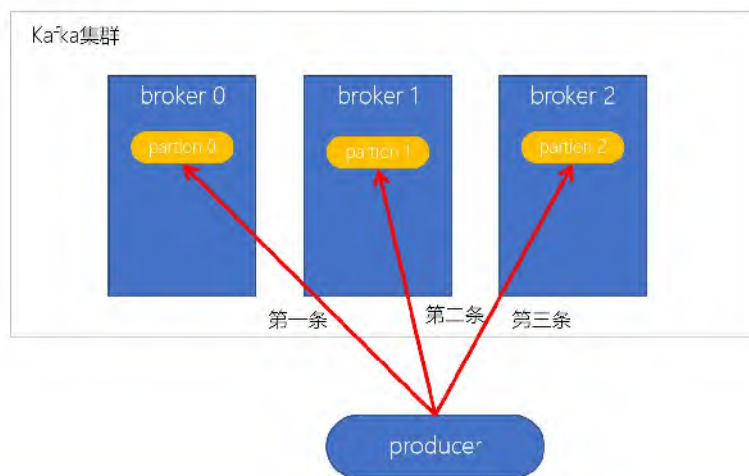 Kafka集群
broker 0
broker 1
broker 2
partion 0
partion 1
partion 2
第一条
第二条
第三条
producer